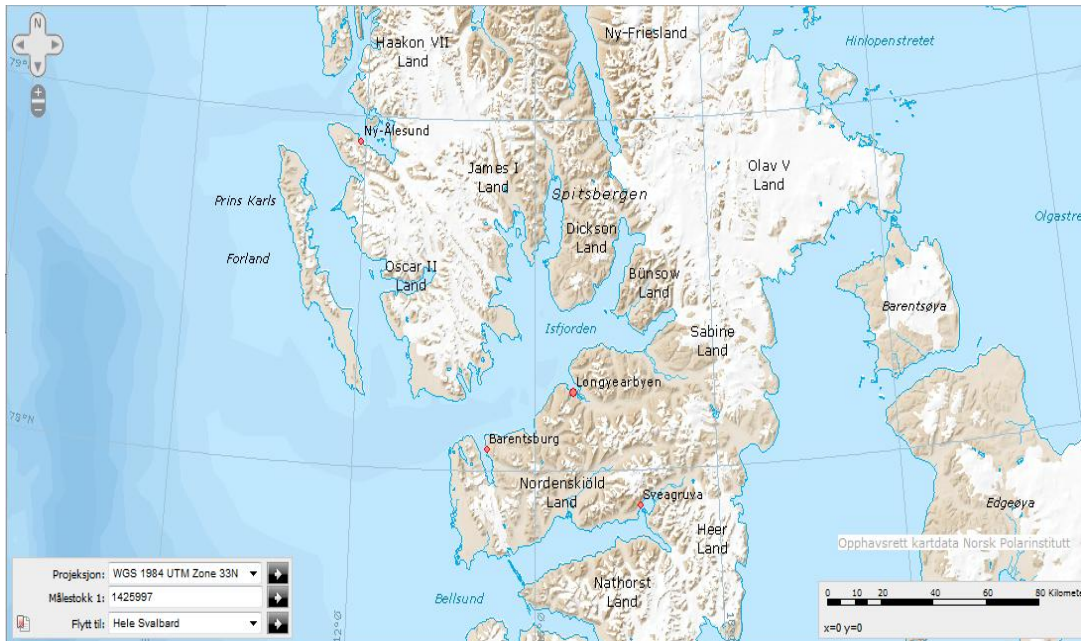 N
79°
Haakon VII
Land
Ny-Friesland
Hinlopenstretet
Ny-Ålesund
James I
Land
Olav V
Land
Prins Karls
Forland
Spitsbergen
Dickson
Land
Olgastre
Oscar II
Land
Bünsow
Land
Barentsøya
Isfjorden
Sabine
Land
Longyearbyen
78°N
Barentsburg
Nordenskiöld
Land
Sveagruva
Heer
Land
Edgeøya
Opphavsrett kartdata Norsk Polarinstitutt
Nathorst
Land
Bellsund
Projeksjon: WGS 1984 UTM Zone 33N
Målestokk 1: 1425997
Flytt til: Hele Svalbard
12°Ø
0 10 20 40 60 80 Kilomete
x=0 y=0